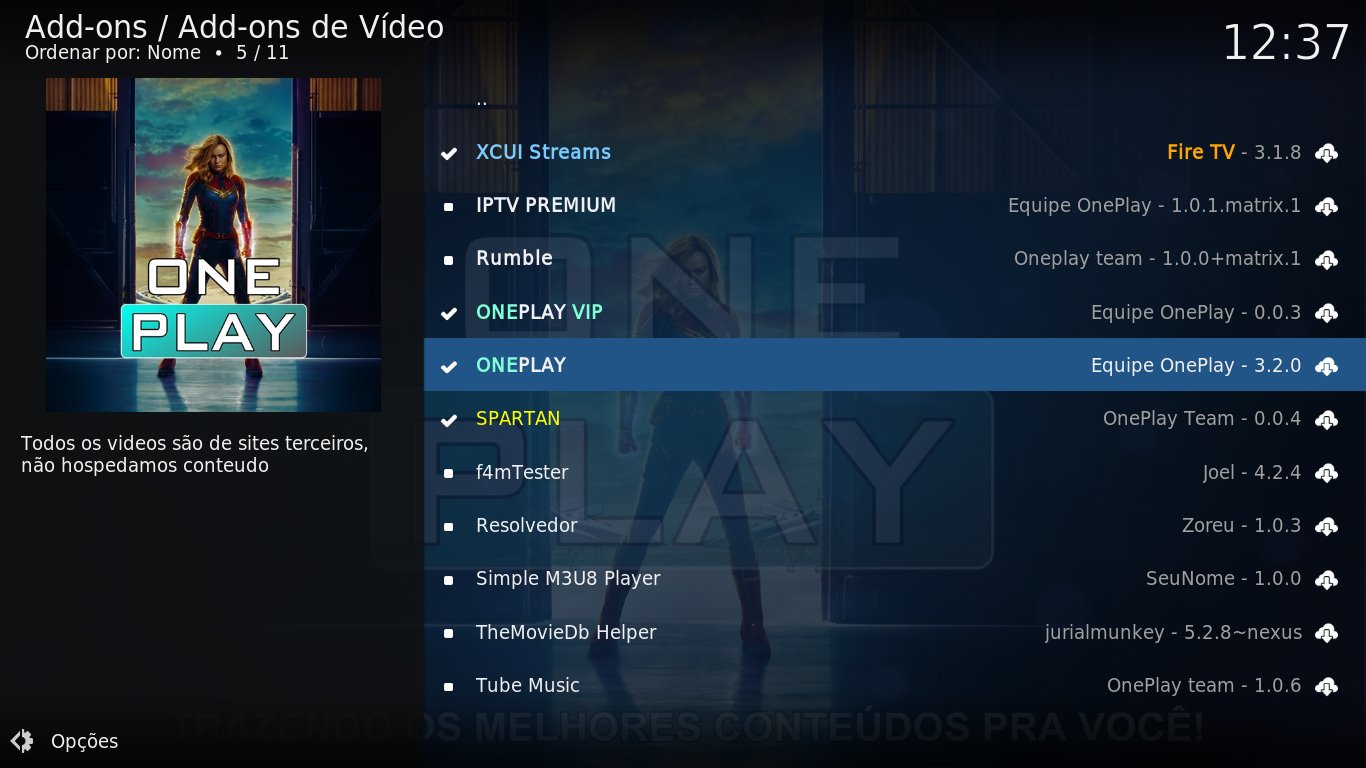 Add-ons / Add-ons de Vídeo
Ordenar por: Nome • 5 / 11
12:37
ONE
PLAY
Todos os videos são de sites terceiros,
não hospedamos conteudo
..
XCUI Streams Fire TV - 3.1.8
IPTV PREMIUM Equipe OnePlay - 1.0.1.matrix.1
Rumble Oneplay team - 1.0.0+matrix.1
ONEPLAY VIP Equipe OnePlay - 0.0.3
ONEPLAY Equipe OnePlay - 3.2.0
SPARTAN OnePlay Team - 0.0.4
f4mTester Joel - 4.2.4
Resolvedor Zoreu - 1.0.3
Simple M3U8 Player SeuNome - 1.0.0
TheMovieDb Helper jurialmunkey - 5.2.8~nexus
Tube Music OnePlay team - 1.0.6
ONE
PLAY
TRAZENDO OS MELHORES CONTEÚDOS PRA VOCÊ!
Opções